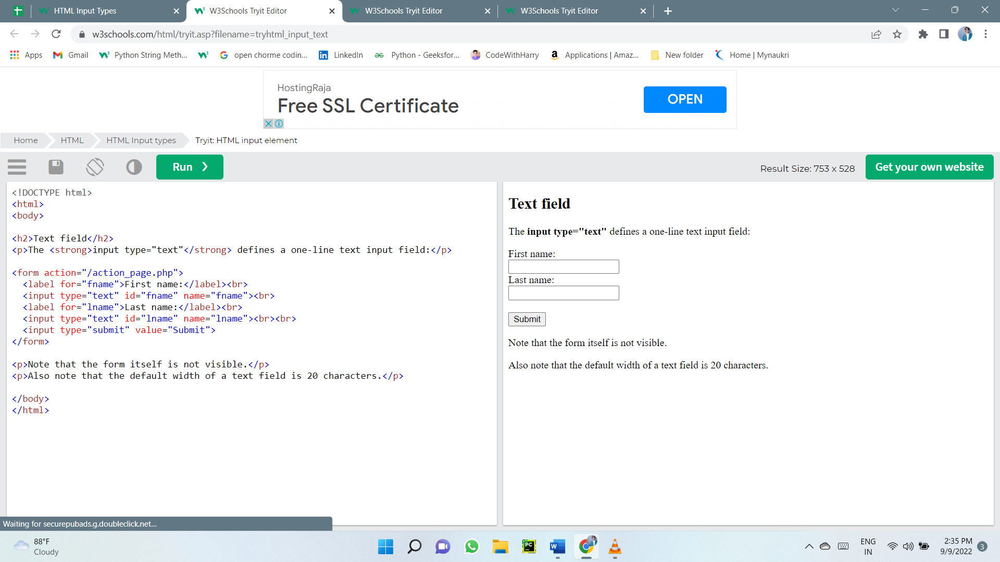 HTML Input Types
W3Schools Tryit Editor
W3Schools Tryit Editor
W3Schools Tryit Editor
w3schools.com/html/tryit.asp?filename=tryhtml_input_text
Apps
Gmail
Python String Meth...
open chorme codin...
LinkedIn
Python - Geeksfor...
CodeWithHarry
Applications | Amaz...
New folder
Home | Mynaukri
HostingRaja
Free SSL Certificate
OPEN
Home
HTML
HTML Input types
Tryit: HTML input element
Run ❯
Result Size: 753 x 528
Get your own website
<!DOCTYPE html>
<html>
<body>
<h2>Text field</h2>
<p>The <strong>input type="text"</strong> defines a one-line text input field:</p>
<form action="/action_page.php">
<label for="fname">First name:</label><br>
<input type="text" id="fname" name="fname"><br>
<label for="lname">Last name:</label><br>
<input type="text" id="lname" name="lname"><br><br>
<input type="submit" value="Submit">
</form>
<p>Note that the form itself is not visible.</p>
<p>Also note that the default width of a text field is 20 characters.</p>
</body>
</html>
Text field
The input type="text" defines a one-line text input field:
First name:
Last name:
Submit
Note that the form itself is not visible.
Also note that the default width of a text field is 20 characters.
Waiting for securepubads.g.doubleclick.net...
88°F
Cloudy
PC
W
ENG
IN
2:35 PM
9/9/2022
3